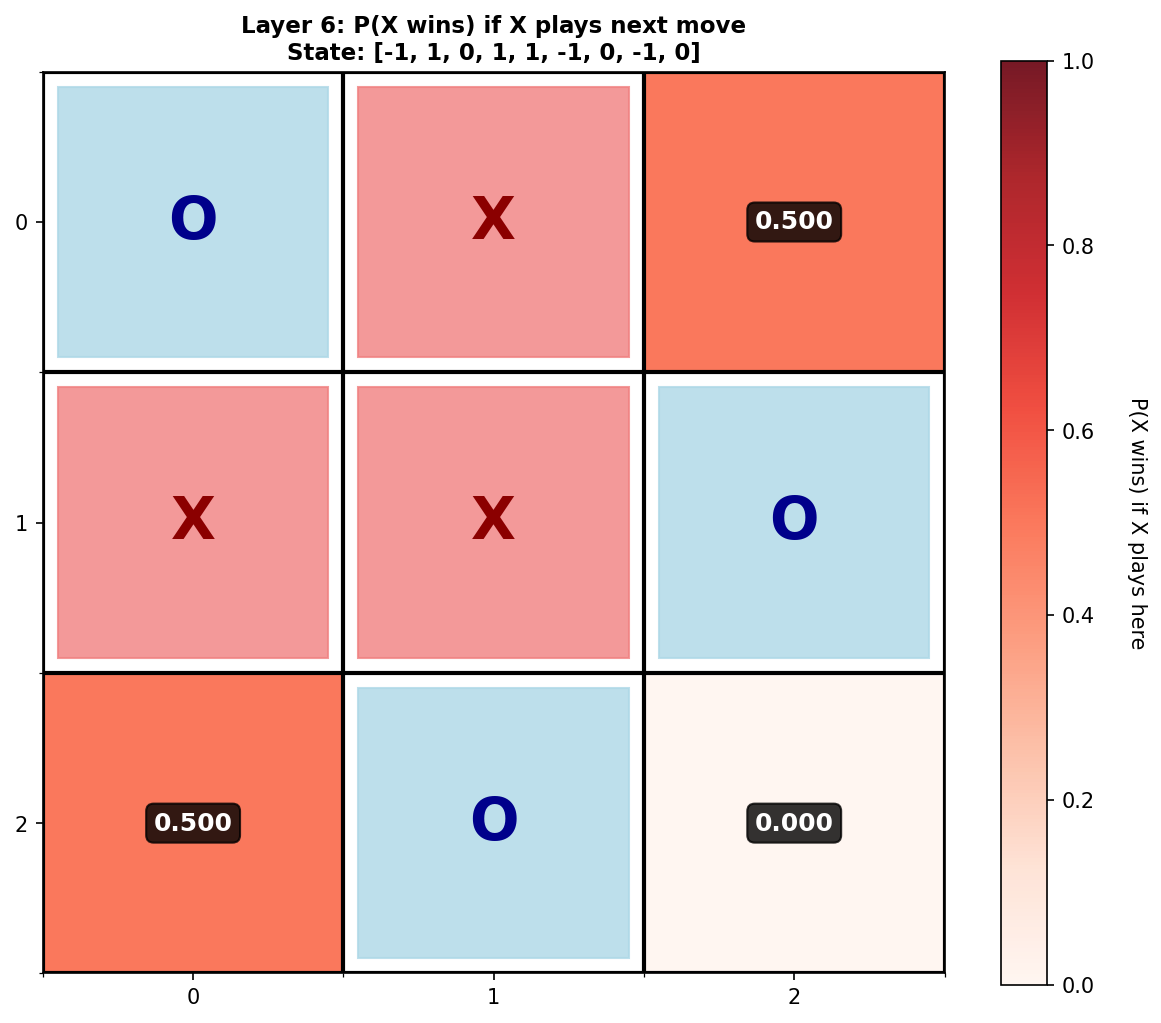 Layer 6: P(X wins) if X plays next move
State: [-1, 1, 0, 1, 1, -1, 0, -1, 0]
O
X
0.500
X
X
O
0.500
O
0.000
0
1
2
0
1
2
1.0
0.8
0.6
0.4
0.2
0.0
P(X wins) if X plays here